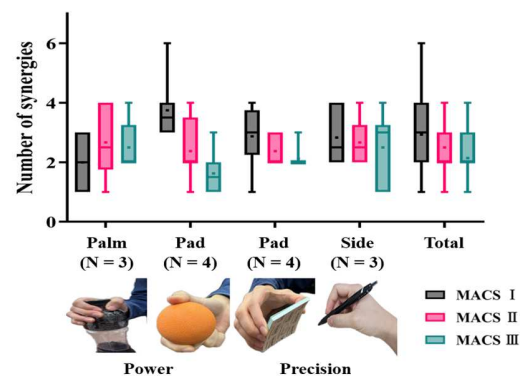 Number of synergies
6
4
2
0
Palm Pad Pad Side Total
(N = 3) (N = 4) (N = 4) (N = 3)
MACS Ⅰ
MACS Ⅱ
MACS Ⅲ
Power Precision